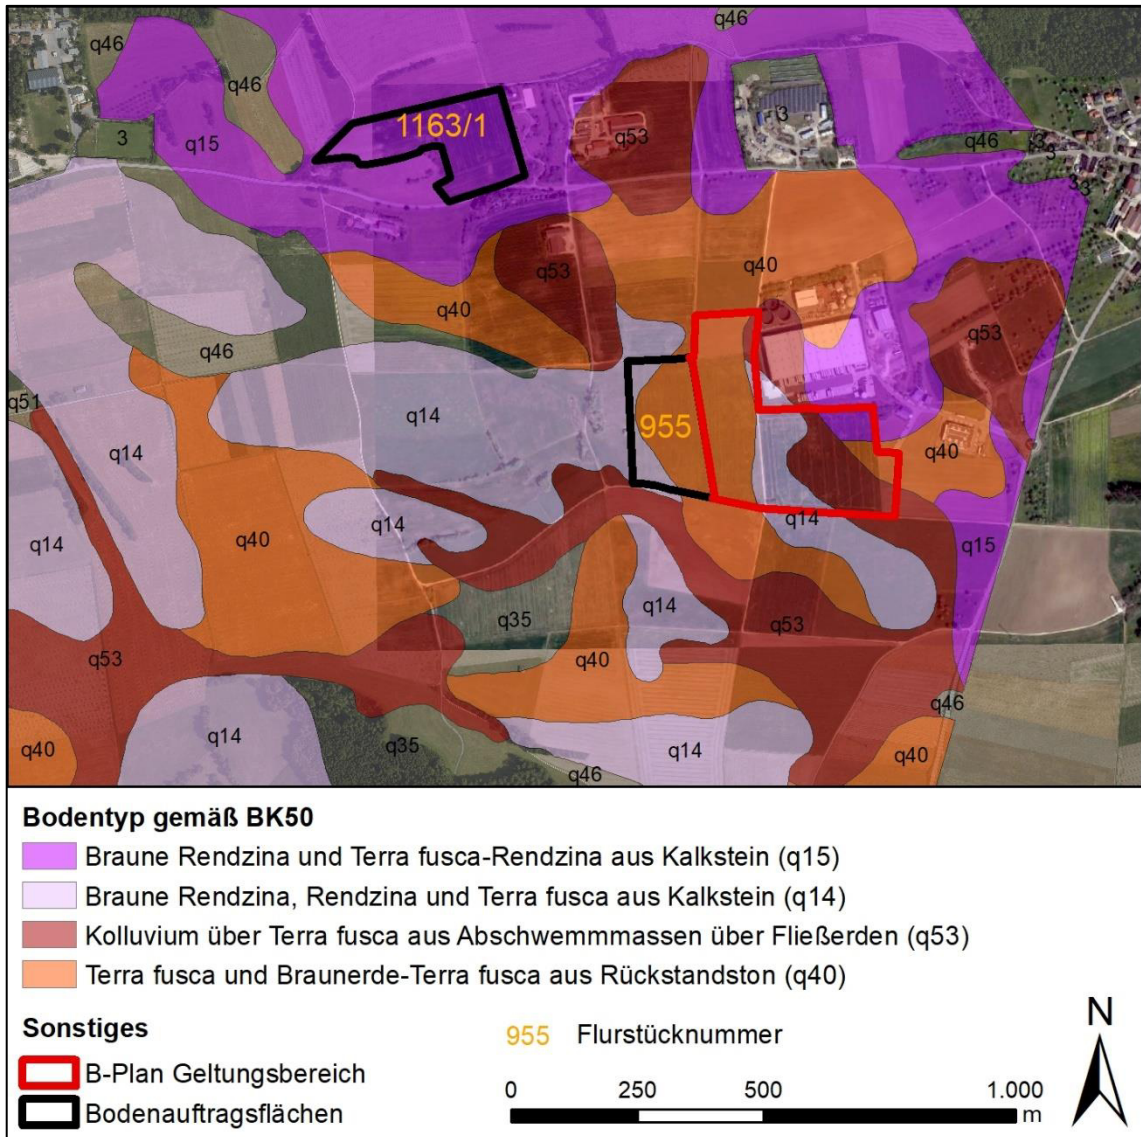 q46
q46
1163/1
q53
3
3
q15
q46
3
3
3
3
q53
q40
q40
q53
q46
q51
q14
955
q40
q14
q14
q14
q14
q40
q15
q35
q14
q53
q53
q40
q46
q40
q14
q35
q14
q40
q46
Bodentyp gemäß BK50
Braune Rendzina und Terra fusca-Rendzina aus Kalkstein (q15)
Braune Rendzina, Rendzina und Terra fusca aus Kalkstein (q14)
Kolluvium über Terra fusca aus Abschwemmmassen über Fließerden (q53)
Terra fusca und Braunerde-Terra fusca aus Rückstandston (q40)
Sonstiges
955 Flurstücknummer
B-Plan Geltungsbereich
Bodenauftragsflächen
0 250 500 1.000
m
N